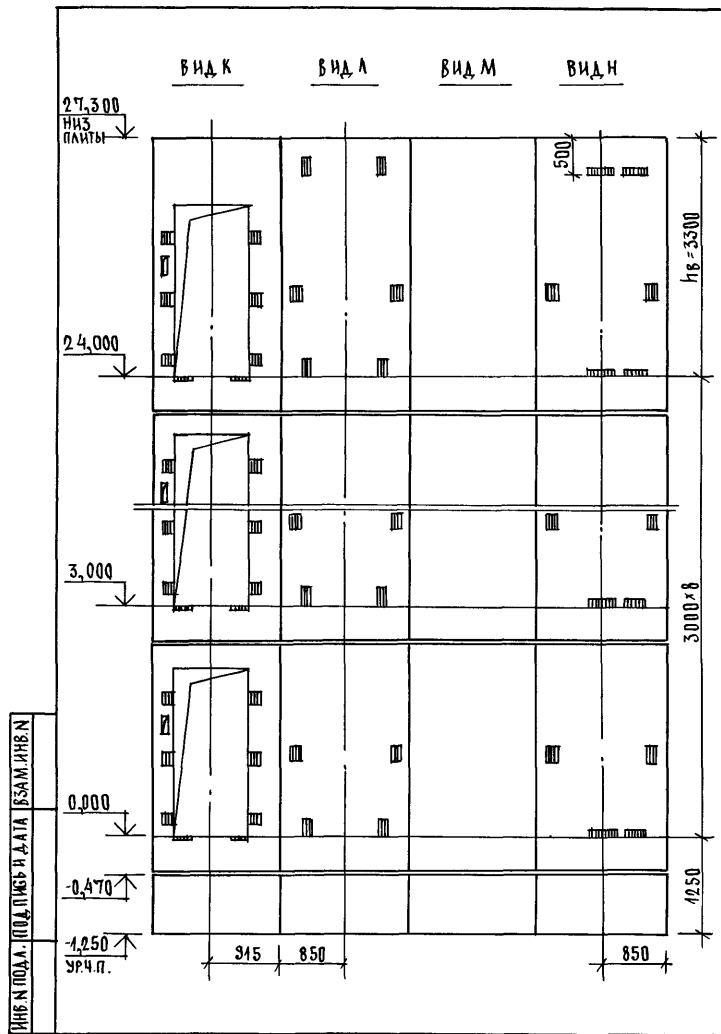 ВИД К ВИД Л ВИД М ВИД Н
27,300
НИЗ
ПЛИТЫ
500
hв=3300
24,000
3,000
3000×8
0,000
-0,470
1250
-1,250
УР.Ч.П.
915 850 850
ВЗАМ.ИНВ.N
ПОДПИСЬ И ДАТА
ИНВ.N ПОДЛ.